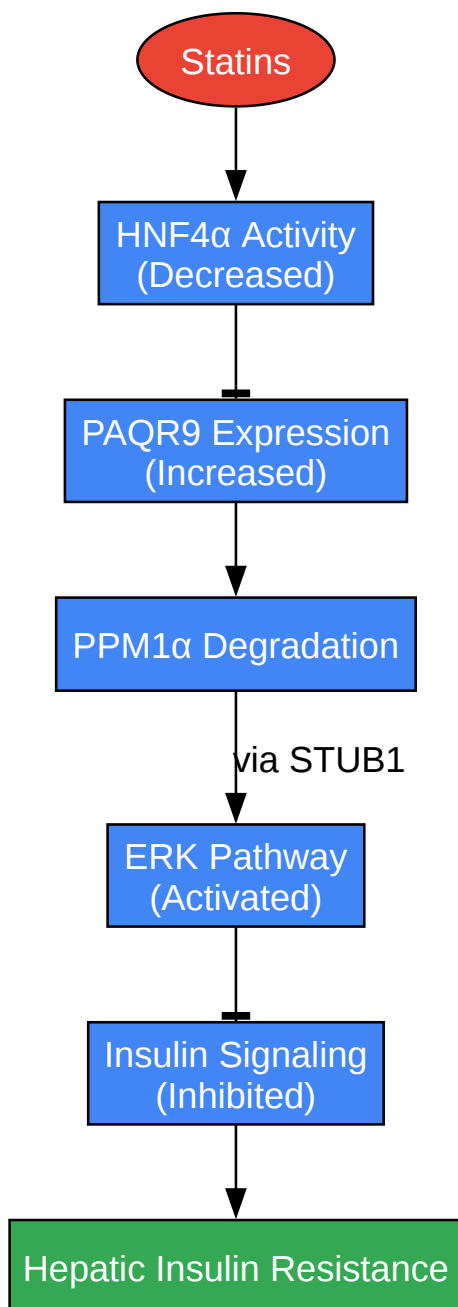 Statins
HNF4α Activity
(Decreased)
PAQR9 Expression
(Increased)
PPM1α Degradation
via STUB1
ERK Pathway
(Activated)
Insulin Signaling
(Inhibited)
Hepatic Insulin Resistance